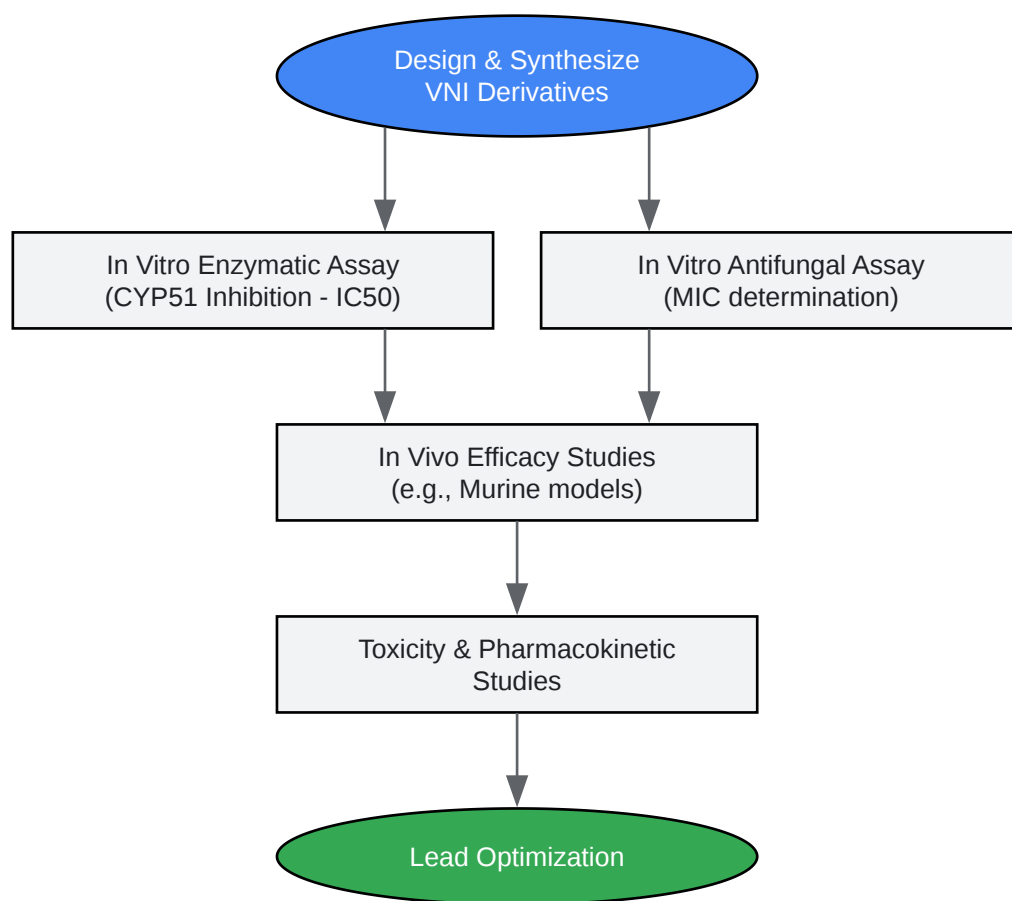 Design & Synthesize
VNI Derivatives
In Vitro Enzymatic Assay
(CYP51 Inhibition - IC50)
In Vitro Antifungal Assay
(MIC determination)
In Vivo Efficacy Studies
(e.g., Murine models)
Toxicity & Pharmacokinetic
Studies
Lead Optimization